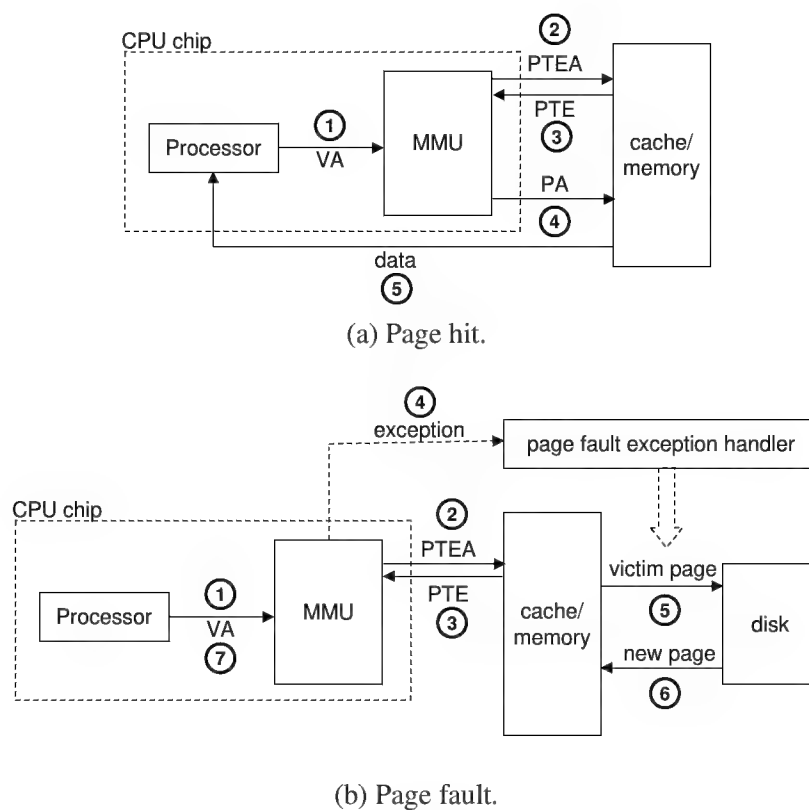 CPU chip
2
PTEA
PTE
3
1
VA
Processor
MMU
cache/
memory
PA
4
data
5
(a) Page hit.
4
exception
page fault exception handler
CPU chip
2
PTEA
PTE
3
1
VA
7
Processor
MMU
cache/
memory
victim page
5
new page
6
disk
(b) Page fault.